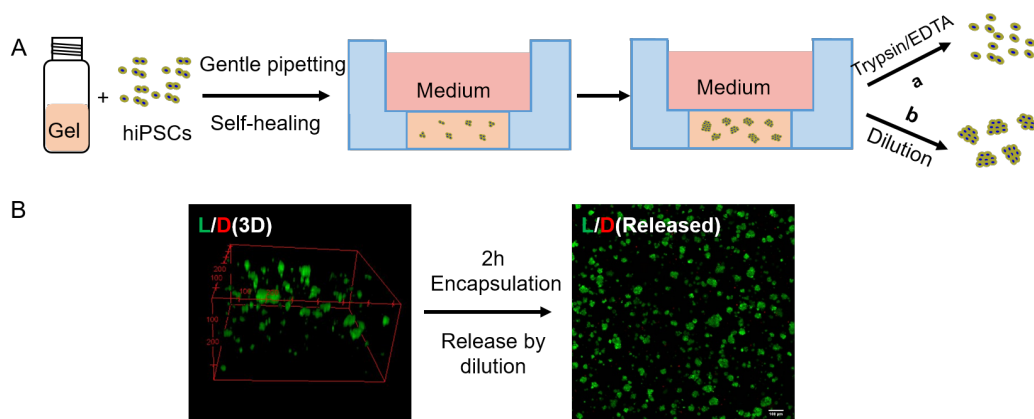 A
Gel
+
hiPSCs
Gentle pipetting
Self-healing
Medium
Medium
Trypsin/EDTA
a
b
Dilution
B
L/D(3D)
2h
Encapsulation
Release by
dilution
L/D(Released)